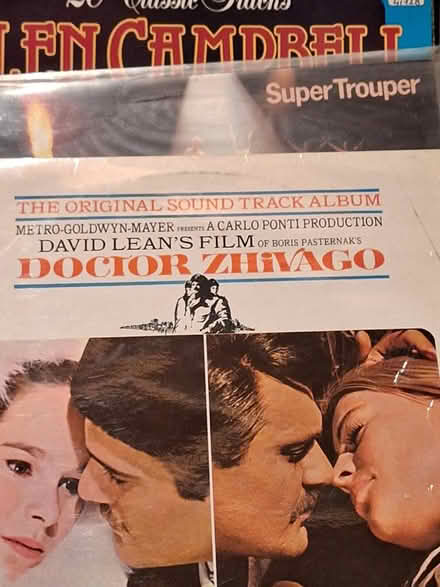 20 Classic Tracks
LEN CAMPBELL
Super Trouper
THE ORIGINAL SOUND TRACK ALBUM
METRO-GOLDWYN-MAYER PRESENTS A CARLO PONTI PRODUCTION
DAVID LEAN'S FILM OF BORIS PASTERNAK'S
DOCTOR ZHIVAGO